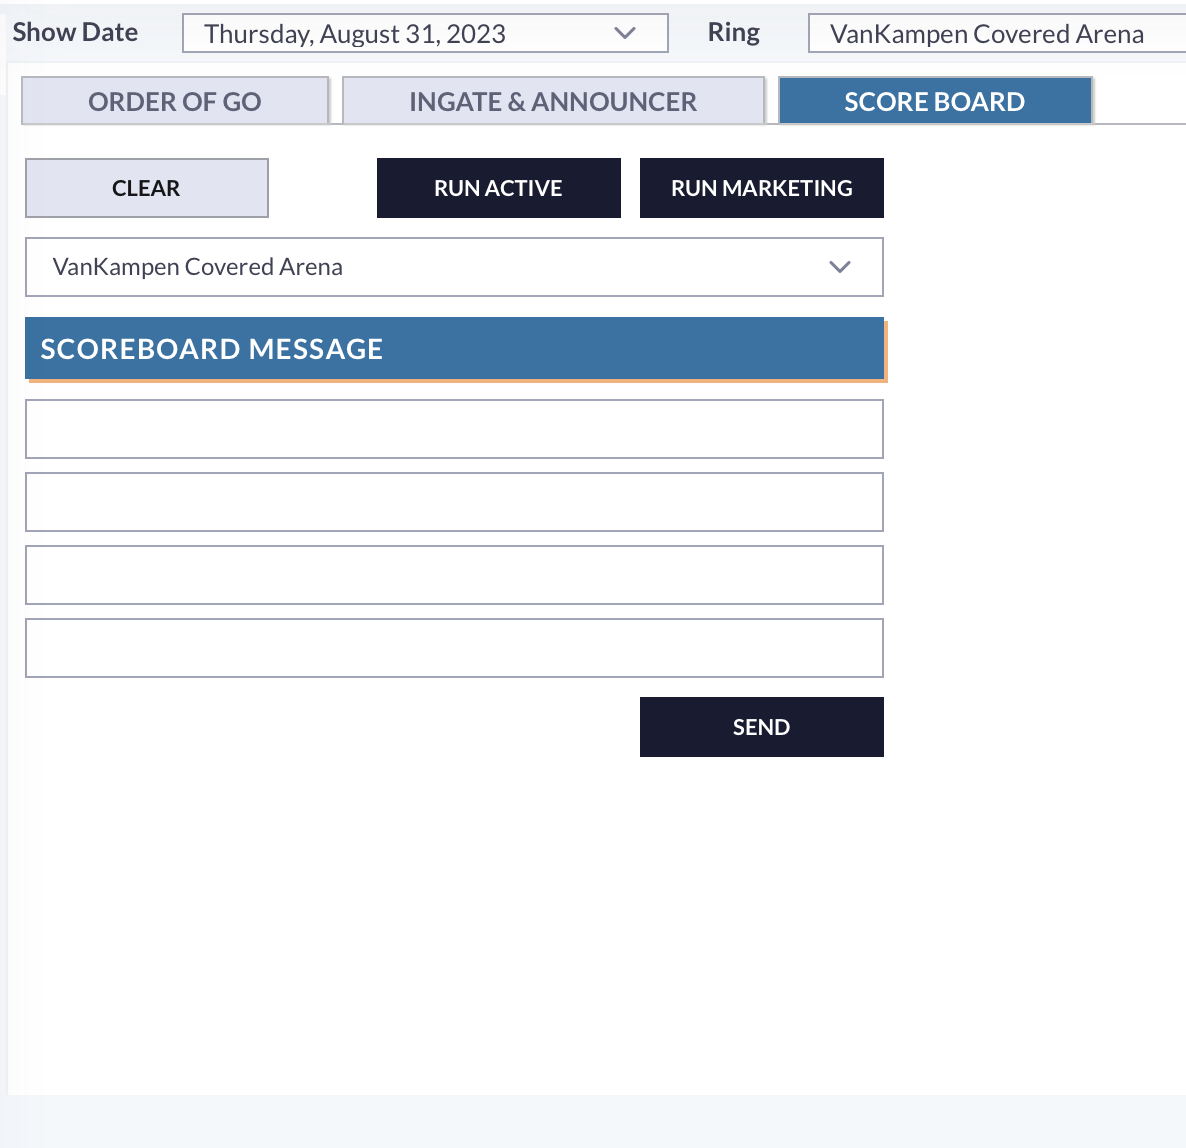 Show Date Thursday, August 31, 2023 Ring VanKampen Covered Arena
ORDER OF GO INGATE & ANNOUNCER SCORE BOARD
CLEAR RUN ACTIVE RUN MARKETING
VanKampen Covered Arena
SCOREBOARD MESSAGE
SEND